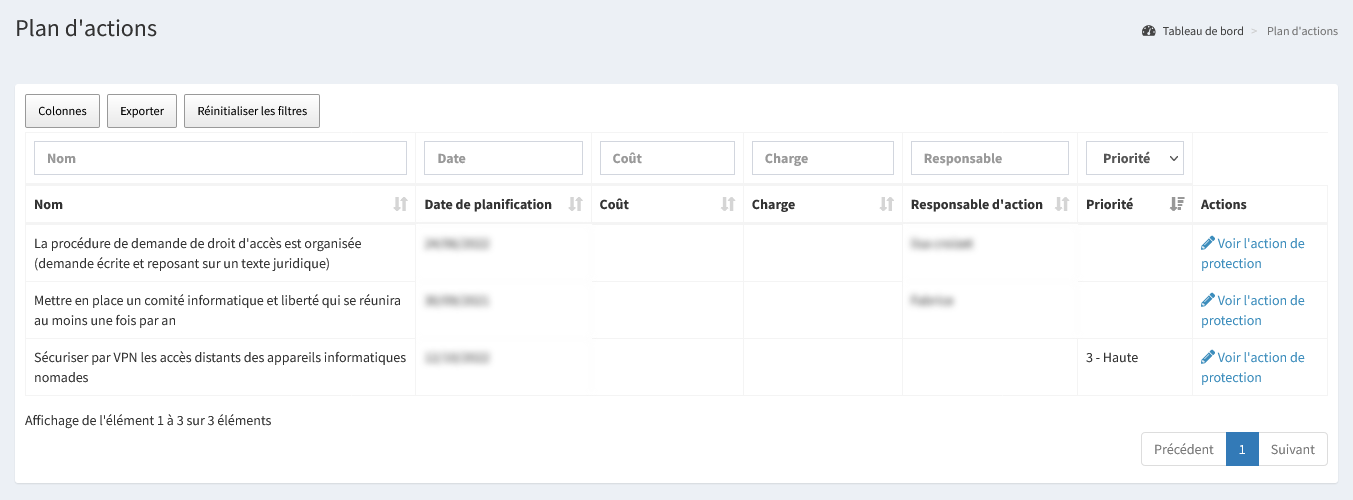 Plan d'actions
Tableau de bord > Plan d'actions
Colonnes Exporter Réinitialiser les filtres
Nom Date Coût Charge Responsable Priorité
Nom Date de planification Coût Charge Responsable d'action Priorité Actions
La procédure de demande de droit d'accès est organisée
(demande écrite et reposant sur un texte juridique)
Voir l'action de
protection
Mettre en place un comité informatique et liberté qui se réunira
au moins une fois par an
Voir l'action de
protection
Sécuriser par VPN les accès distants des appareils informatiques
nomades
3 - Haute
Voir l'action de
protection
Affichage de l'élément 1 à 3 sur 3 éléments
Précédent 1 Suivant